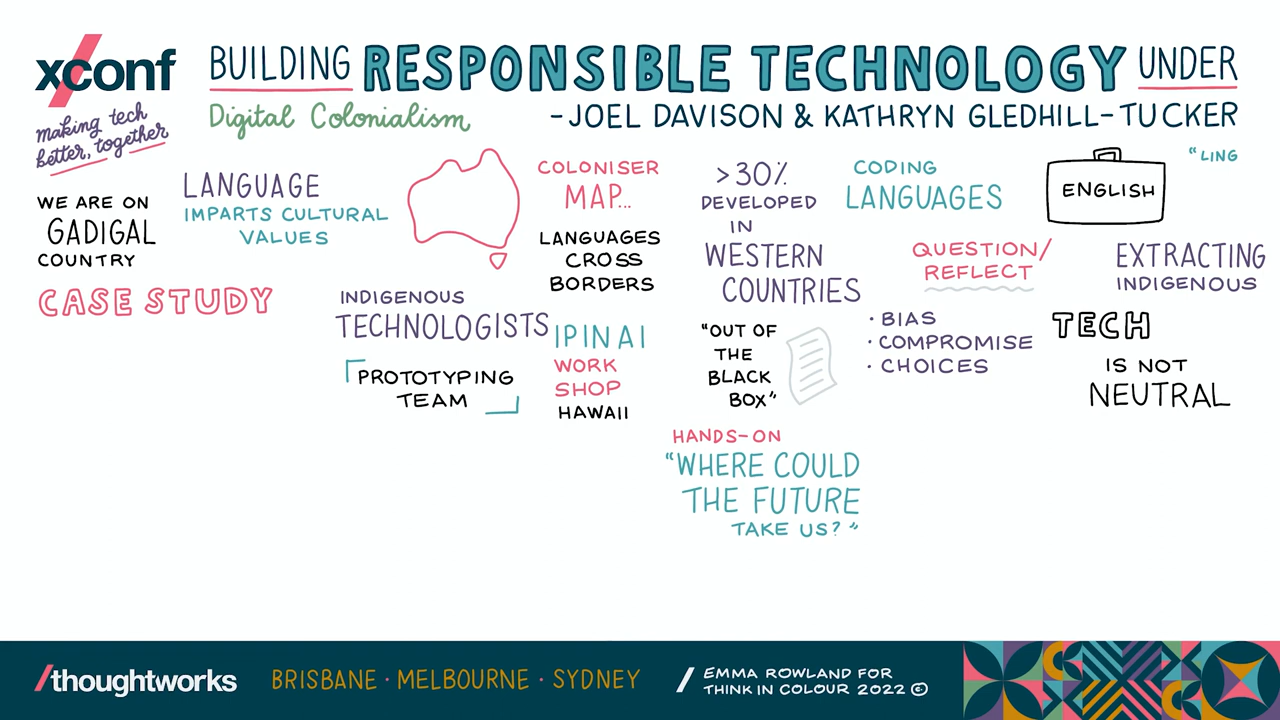 xconf
making tech
better, together
BUILDING RESPONSIBLE TECHNOLOGY UNDER
Digital Colonialism
-JOEL DAVISON & KATHRYN GLEDHILL-TUCKER
WE ARE ON
GADIGAL
COUNTRY
LANGUAGE
IMPARTS CULTURAL
VALUES
COLONISER
MAP...
LANGUAGES
CROSS
BORDERS
>30%
DEVELOPED
IN
WESTERN
COUNTRIES
CODING
LANGUAGES
ENGLISH
"LING
QUESTION/
REFLECT
EXTRACTING
INDIGENOUS
CASE STUDY
INDIGENOUS
TECHNOLOGISTS
PROTOTYPING
TEAM
IPINAI
WORK
SHOP
HAWAII
"OUT OF
THE
BLACK
BOX"
• BIAS
• COMPROMISE
• CHOICES
TECH
IS NOT
NEUTRAL
HANDS-ON
"WHERE COULD
THE FUTURE
TAKE US?"
/thoughtworks
BRISBANE · MELBOURNE · SYDNEY
/ EMMA ROWLAND FOR
THINK IN COLOUR 2022 ©